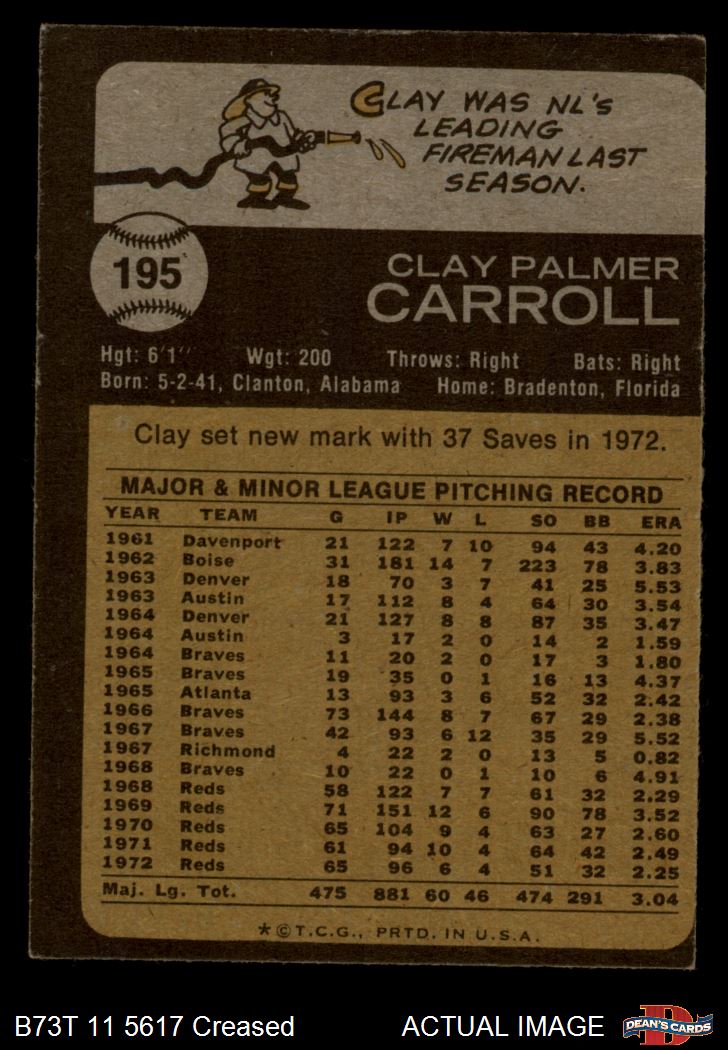 CLAY WAS NL'S
LEADING
FIREMAN LAST
SEASON.
195
CLAY PALMER
CARROLL
Hgt: 6'1" Wgt: 200 Throws: Right Bats: Right
Born: 5-2-41, Clanton, Alabama Home: Bradenton, Florida
Clay set new mark with 37 Saves in 1972.
MAJOR & MINOR LEAGUE PITCHING RECORD
YEAR TEAM G IP W L SO BB ERA
1961 Davenport 21 122 7 10 94 43 4.20
1962 Boise 31 181 14 7 223 78 3.83
1963 Denver 18 70 3 7 41 25 5.53
1963 Austin 17 112 8 4 64 30 3.54
1964 Denver 21 127 8 8 87 35 3.47
1964 Austin 3 17 2 0 14 2 1.59
1964 Braves 11 20 2 0 17 3 1.80
1965 Braves 19 35 0 1 16 13 4.37
1965 Atlanta 13 93 3 6 52 32 2.42
1966 Braves 73 144 8 7 67 29 2.38
1967 Braves 42 93 6 12 35 29 5.52
1967 Richmond 4 22 2 0 13 5 0.82
1968 Braves 10 22 0 1 10 6 4.91
1968 Reds 58 122 7 7 61 32 2.29
1969 Reds 71 151 12 6 90 78 3.52
1970 Reds 65 104 9 4 63 27 2.60
1971 Reds 61 94 10 4 64 42 2.49
1972 Reds 65 96 6 4 51 32 2.25
Maj. Lg. Tot. 475 881 60 46 474 291 3.04
*©T.C.G., PRTD. IN U.S.A.
B73T 11 5617 Creased ACTUAL IMAGE
DEAN'S CARDS